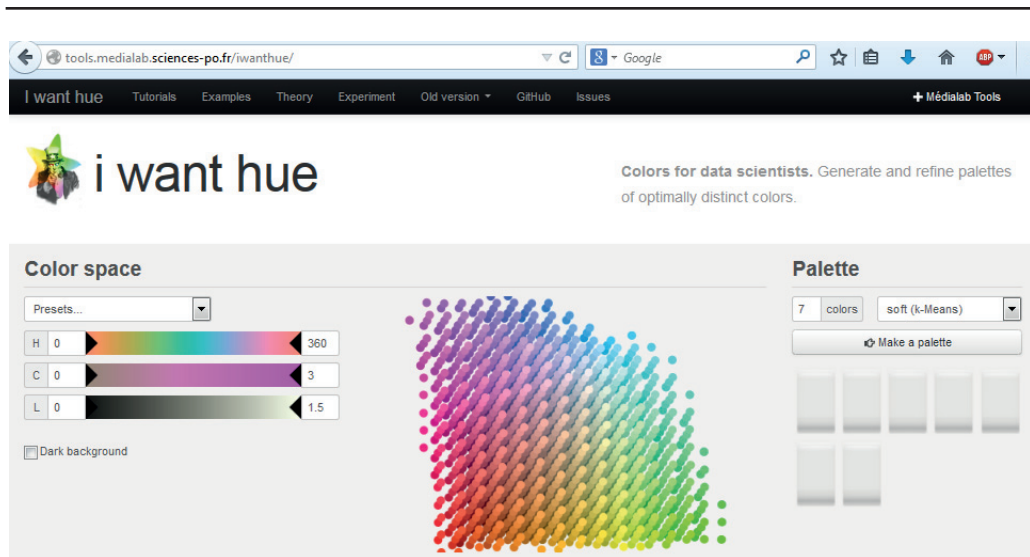 tools.medialab.sciences-po.fr/iwanthue/ Google ABP
I want hue Tutorials Examples Theory Experiment Old version GitHub Issues + Médialab Tools
i want hue
Colors for data scientists. Generate and refine palettes
of optimally distinct colors.
Color space
Presets...
H 0 360
C 0 3
L 0 1.5
Dark background
Palette
7 colors soft (k-Means)
Make a palette